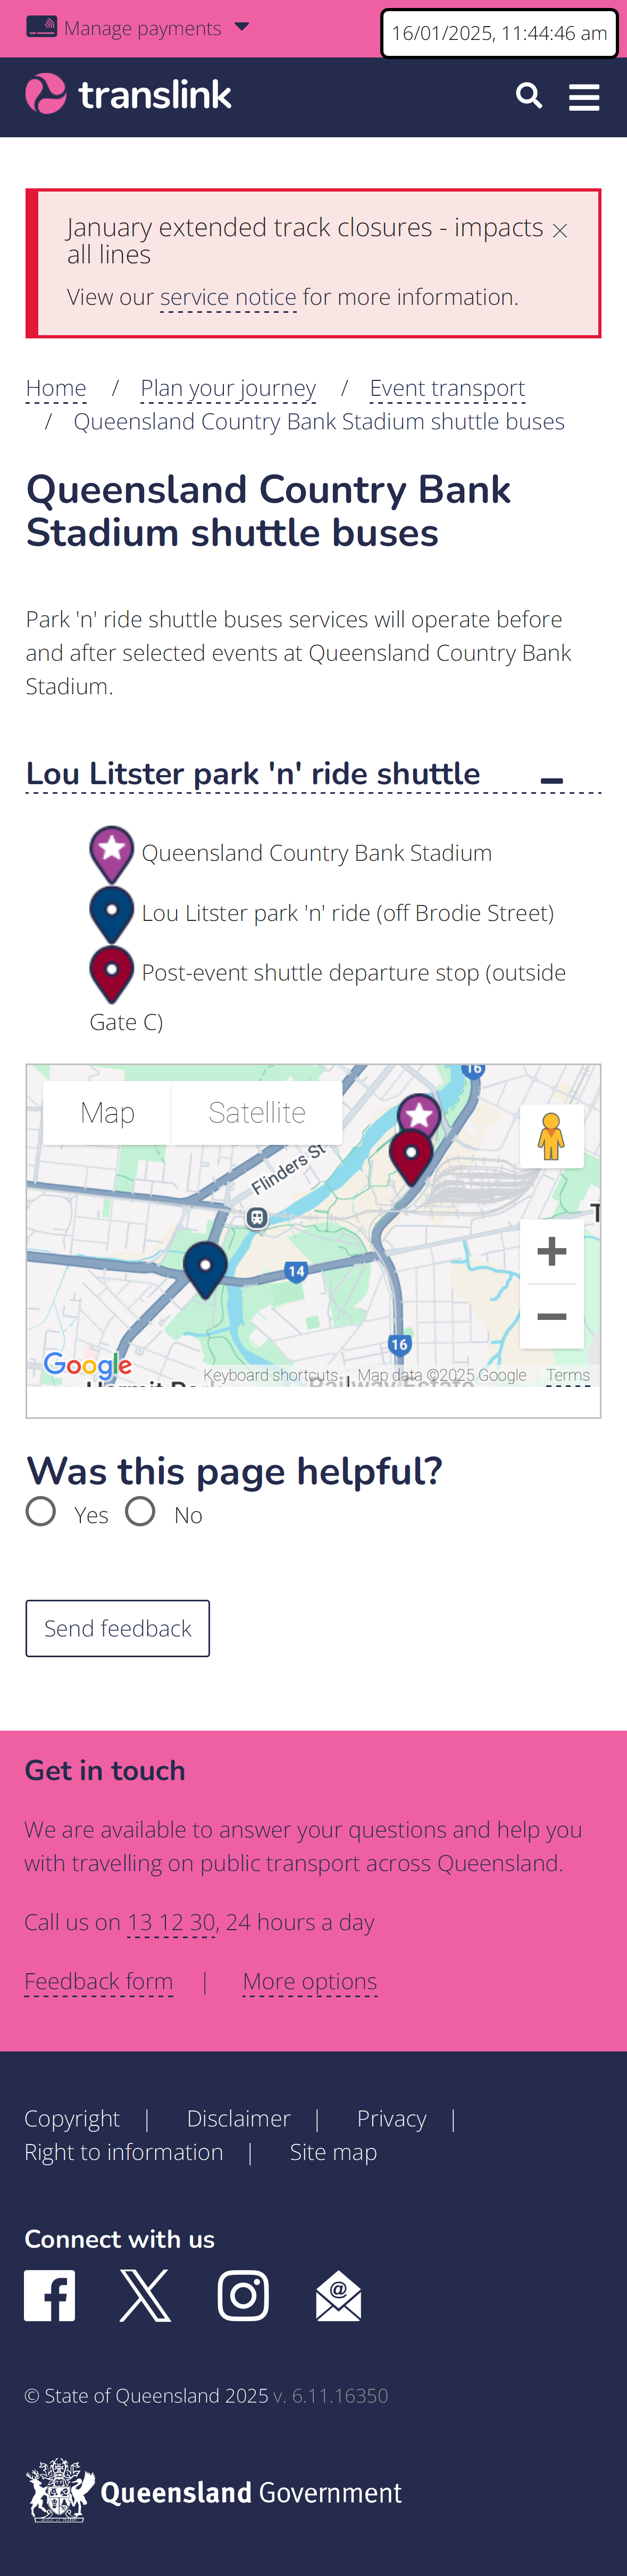 Manage payments
16/01/2025, 11:44:46 am
translink
January extended track closures - impacts
all lines
View our service notice for more information.
Home / Plan your journey / Event transport
/ Queensland Country Bank Stadium shuttle buses
Queensland Country Bank
Stadium shuttle buses
Park 'n' ride shuttle buses services will operate before
and after selected events at Queensland Country Bank
Stadium.
Lou Litster park 'n' ride shuttle
Queensland Country Bank Stadium
Lou Litster park 'n' ride (off Brodie Street)
Post-event shuttle departure stop (outside
Gate C)
16
Map
Satellite
Flinders St
T
14
16
Google
Keyboard shortcuts
Map data ©2025 Google
Terms
Hermit Park
Railway Estate
Was this page helpful?
Yes
No
Send feedback
Get in touch
We are available to answer your questions and help you
with travelling on public transport across Queensland.
Call us on 13 12 30, 24 hours a day
Feedback form | More options
Copyright | Disclaimer | Privacy |
Right to information | Site map
Connect with us
@
© State of Queensland 2025 v. 6.11.16350
Queensland Government